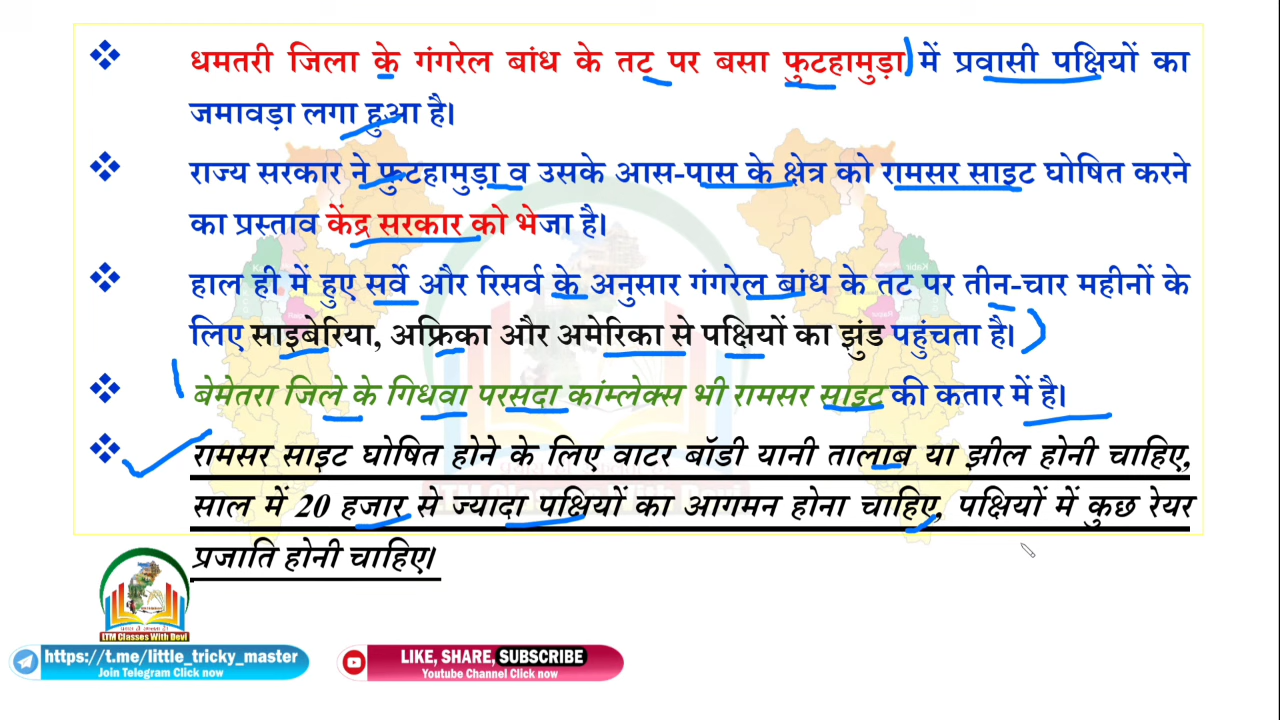 ❖ धमतरी जिला के गंगरेल बांध के तट पर बसा फुटहामुड़ा में प्रवासी पक्षियों का
जमावड़ा लगा हुआ है।
❖ राज्य सरकार ने फुटहामुड़ा व उसके आस-पास के क्षेत्र को रामसर साइट घोषित करने
का प्रस्ताव केंद्र सरकार को भेजा है।
❖ हाल ही में हुए सर्वे और रिसर्व के अनुसार गंगरेल बांध के तट पर तीन-चार महीनों के
लिए साइबेरिया, अफ्रिका और अमेरिका से पक्षियों का झुंड पहुंचता है।
❖ बेमेतरा जिले के गिधवा परसदा कांम्लेक्स भी रामसर साइट की कतार में है।
❖ रामसर साइट घोषित होने के लिए वाटर बॉडी यानी तालाब या झील होनी चाहिए,
साल में 20 हजार से ज्यादा पक्षियों का आगमन होना चाहिए, पक्षियों में कुछ रेयर
प्रजाति होनी चाहिए।
LTM Classes With Devi
https://t.me/little_tricky_master
Join Telegram Click now
LIKE, SHARE, SUBSCRIBE
Youtube Channel Click now